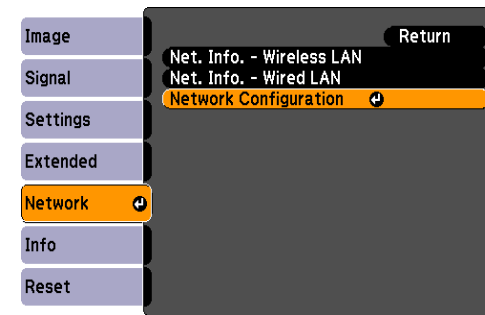 Image
Signal
Settings
Extended
Network
Info
Reset
Return
Net. Info. - Wireless LAN
Net. Info. - Wired LAN
Network Configuration